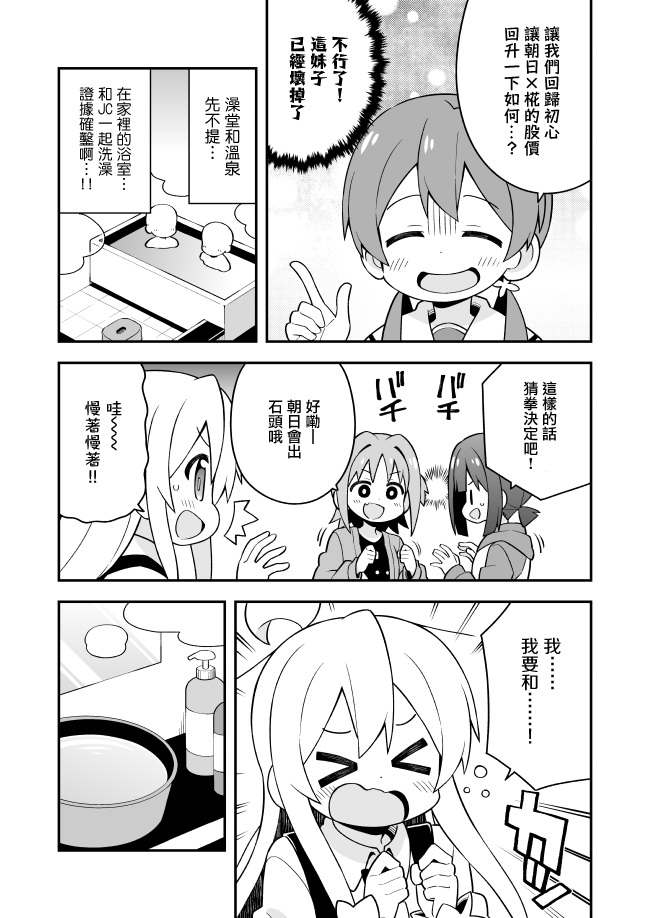 讓我們回歸初心
讓朝日×椛的股價
回升一下如何…?
不行了！
這妹子
已經壞掉了
澡堂和溫泉
先不提…
在家裡的浴室…
和JC一起洗澡
證據確鑿啊…!!
這樣的話
猜拳決定吧！
バチ
バチ
好嘞—
朝日會出
石頭哦
哇~~~
慢著慢著!!
我……
我要和……！
カッ